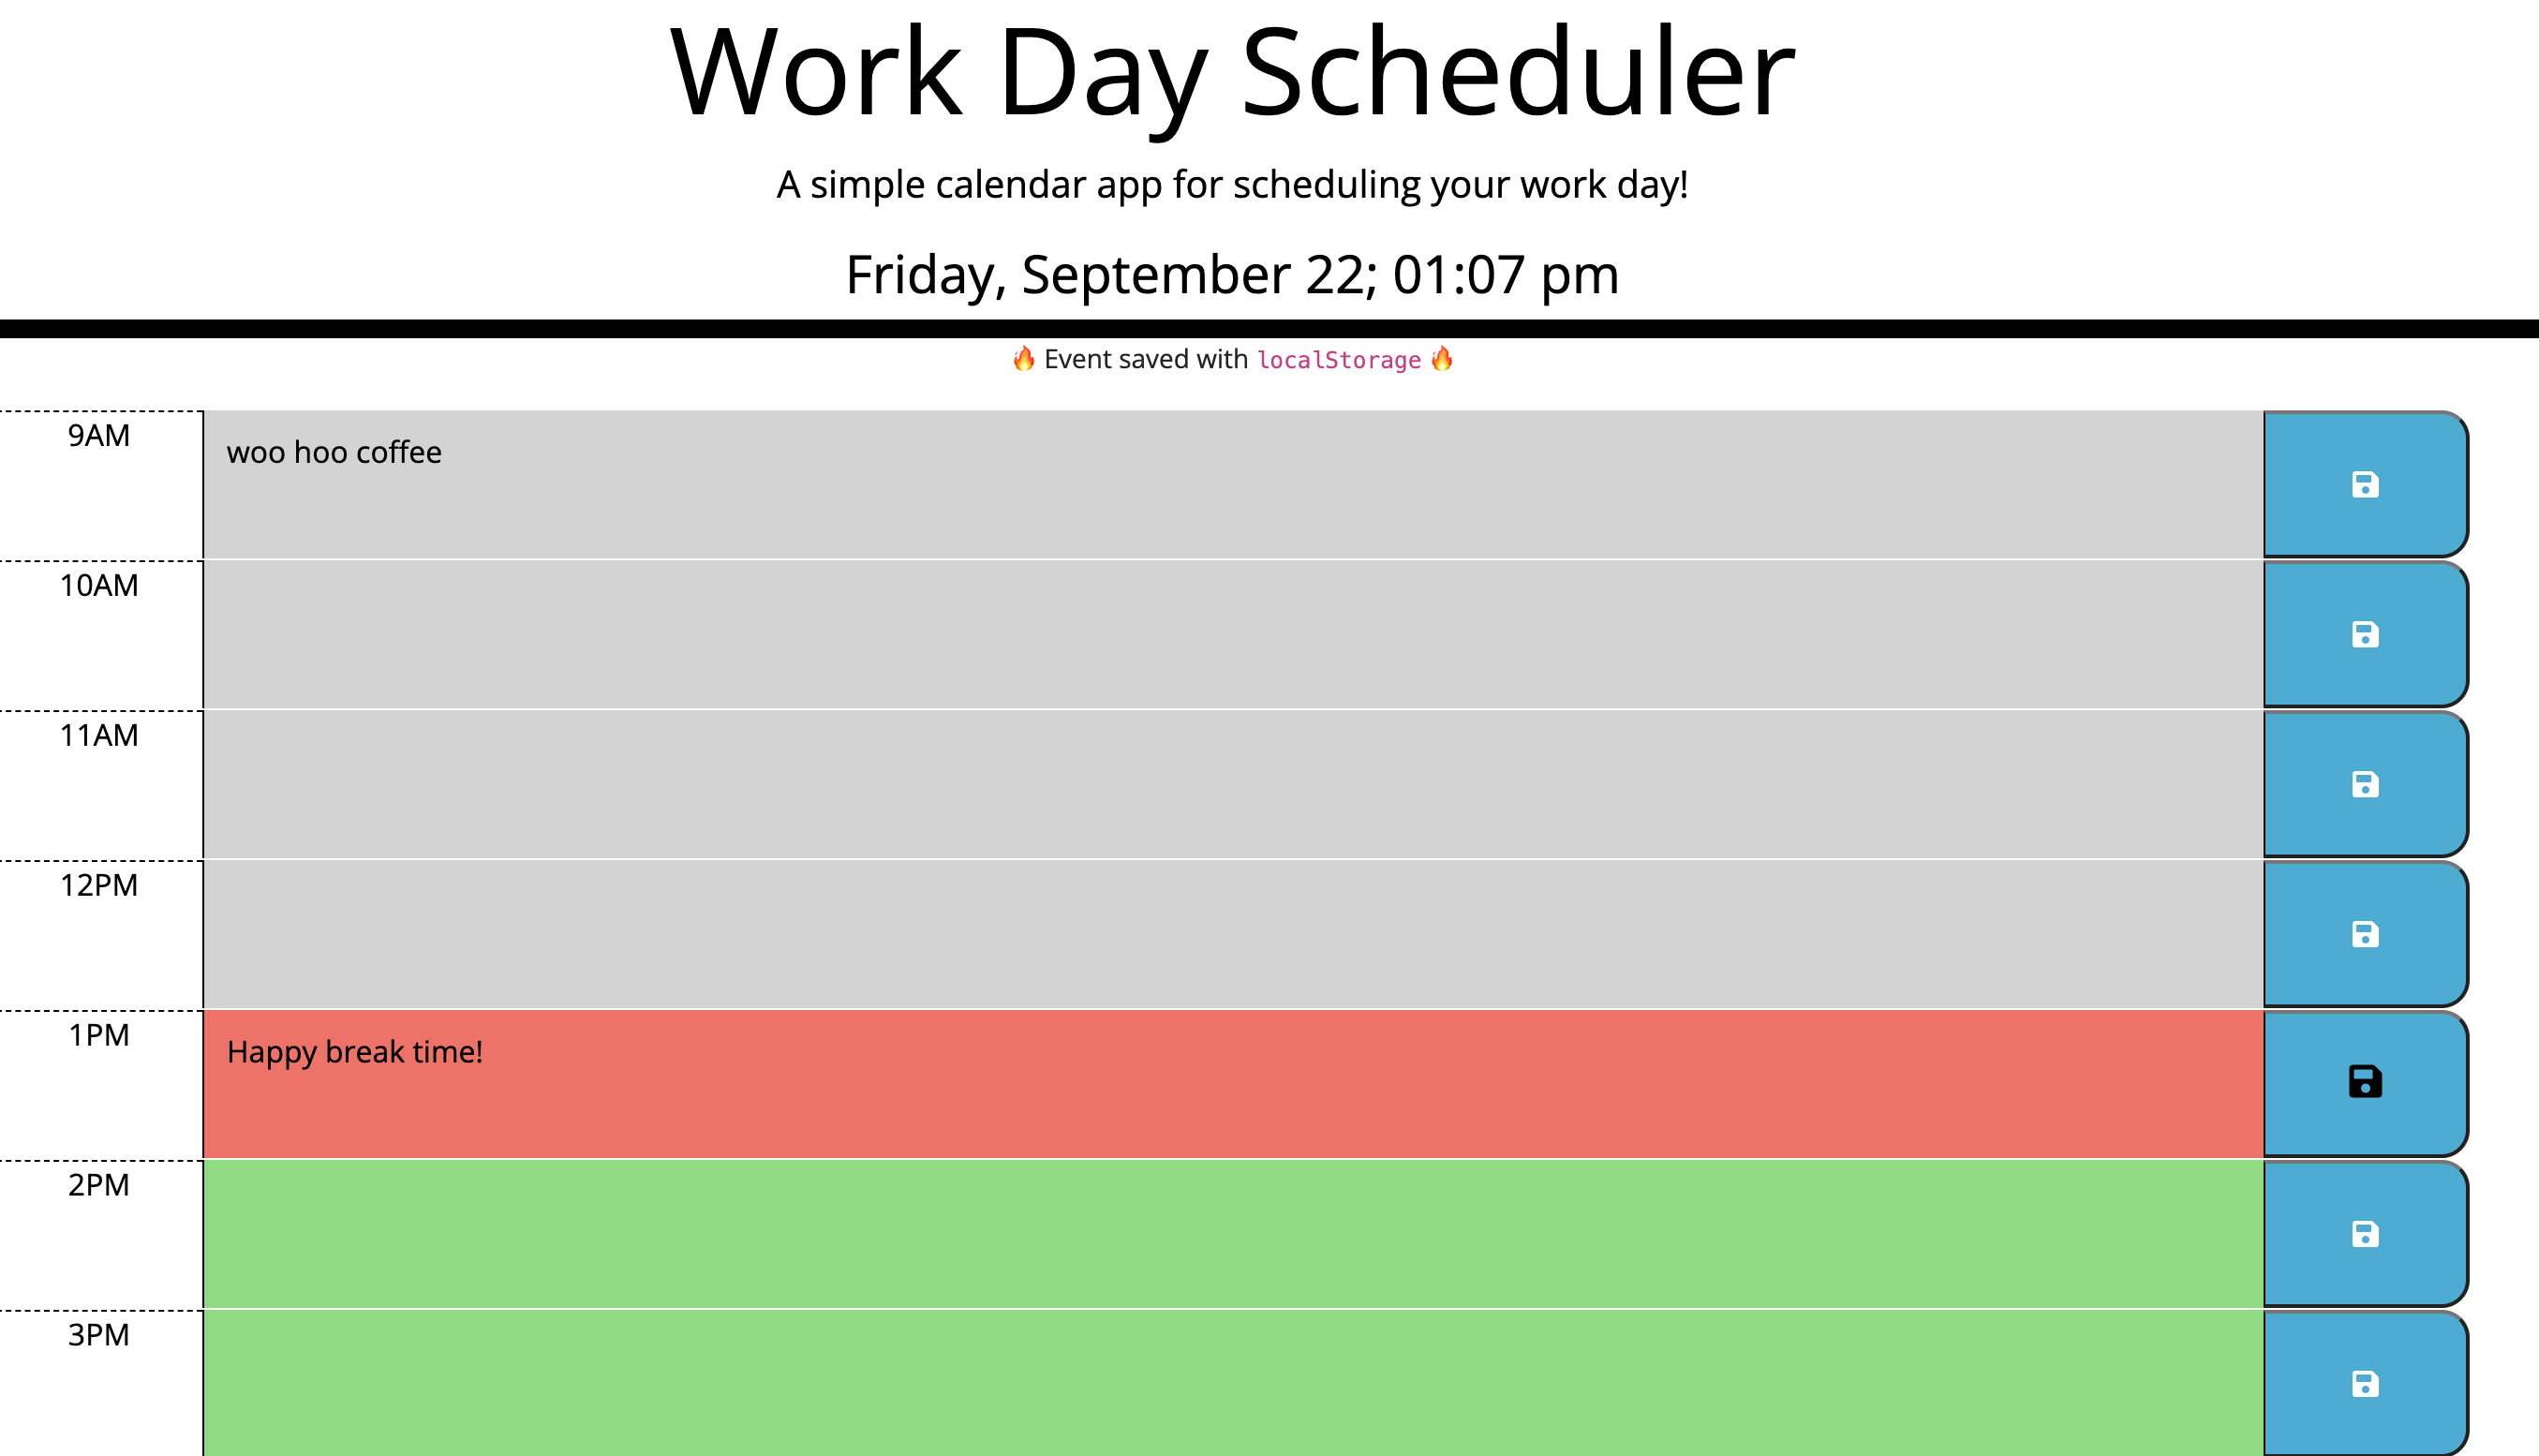 Work Day Scheduler
A simple calendar app for scheduling your work day!
Friday, September 22; 01:07 pm
🔥 Event saved with localStorage 🔥
9AM
woo hoo coffee
10AM
11AM
12PM
1PM
Happy break time!
2PM
3PM